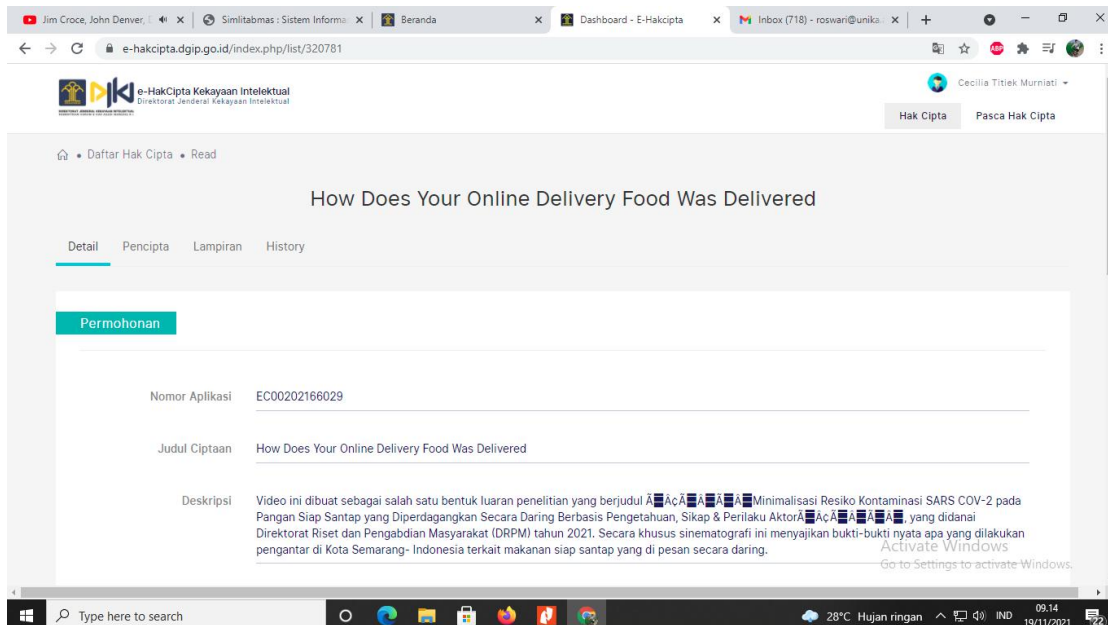 Jim Croce, John Denver,
Simlitabmas : Sistem Informa
Beranda
Dashboard - E-Hakcipta
Inbox (718) - roswari@unika.
e-hakcipta.dgip.go.id/index.php/list/320781
ABP
e-HakCipta Kekayaan Intelektual
Direktorat Jenderal Kekayaan Intelektual
Cecilia Titiek Murniati
Hak Cipta Pasca Hak Cipta
Daftar Hak Cipta • Read
How Does Your Online Delivery Food Was Delivered
Detail Pencipta Lampiran History
Permohonan
Nomor Aplikasi EC00202166029
Judul Ciptaan How Does Your Online Delivery Food Was Delivered
Deskripsi Video ini dibuat sebagai salah satu bentuk luaran penelitian yang berjudul Minimalisasi Resiko Kontaminasi SARS COV-2 pada
Pangan Siap Santap yang Diperdagangkan Secara Daring Berbasis Pengetahuan, Sikap & Perilaku Aktor, yang didanai
Direktorat Riset dan Pengabdian Masyarakat (DRPM) tahun 2021. Secara khusus sinematografi ini menyajikan bukti-bukti nyata apa yang dilakukan
pengantar di Kota Semarang- Indonesia terkait makanan siap santap yang di pesan secara daring.
Activate Windows
Go to Settings to activate Windows.
Type here to search
28°C Hujan ringan
IND
09.14
19/11/2021
22